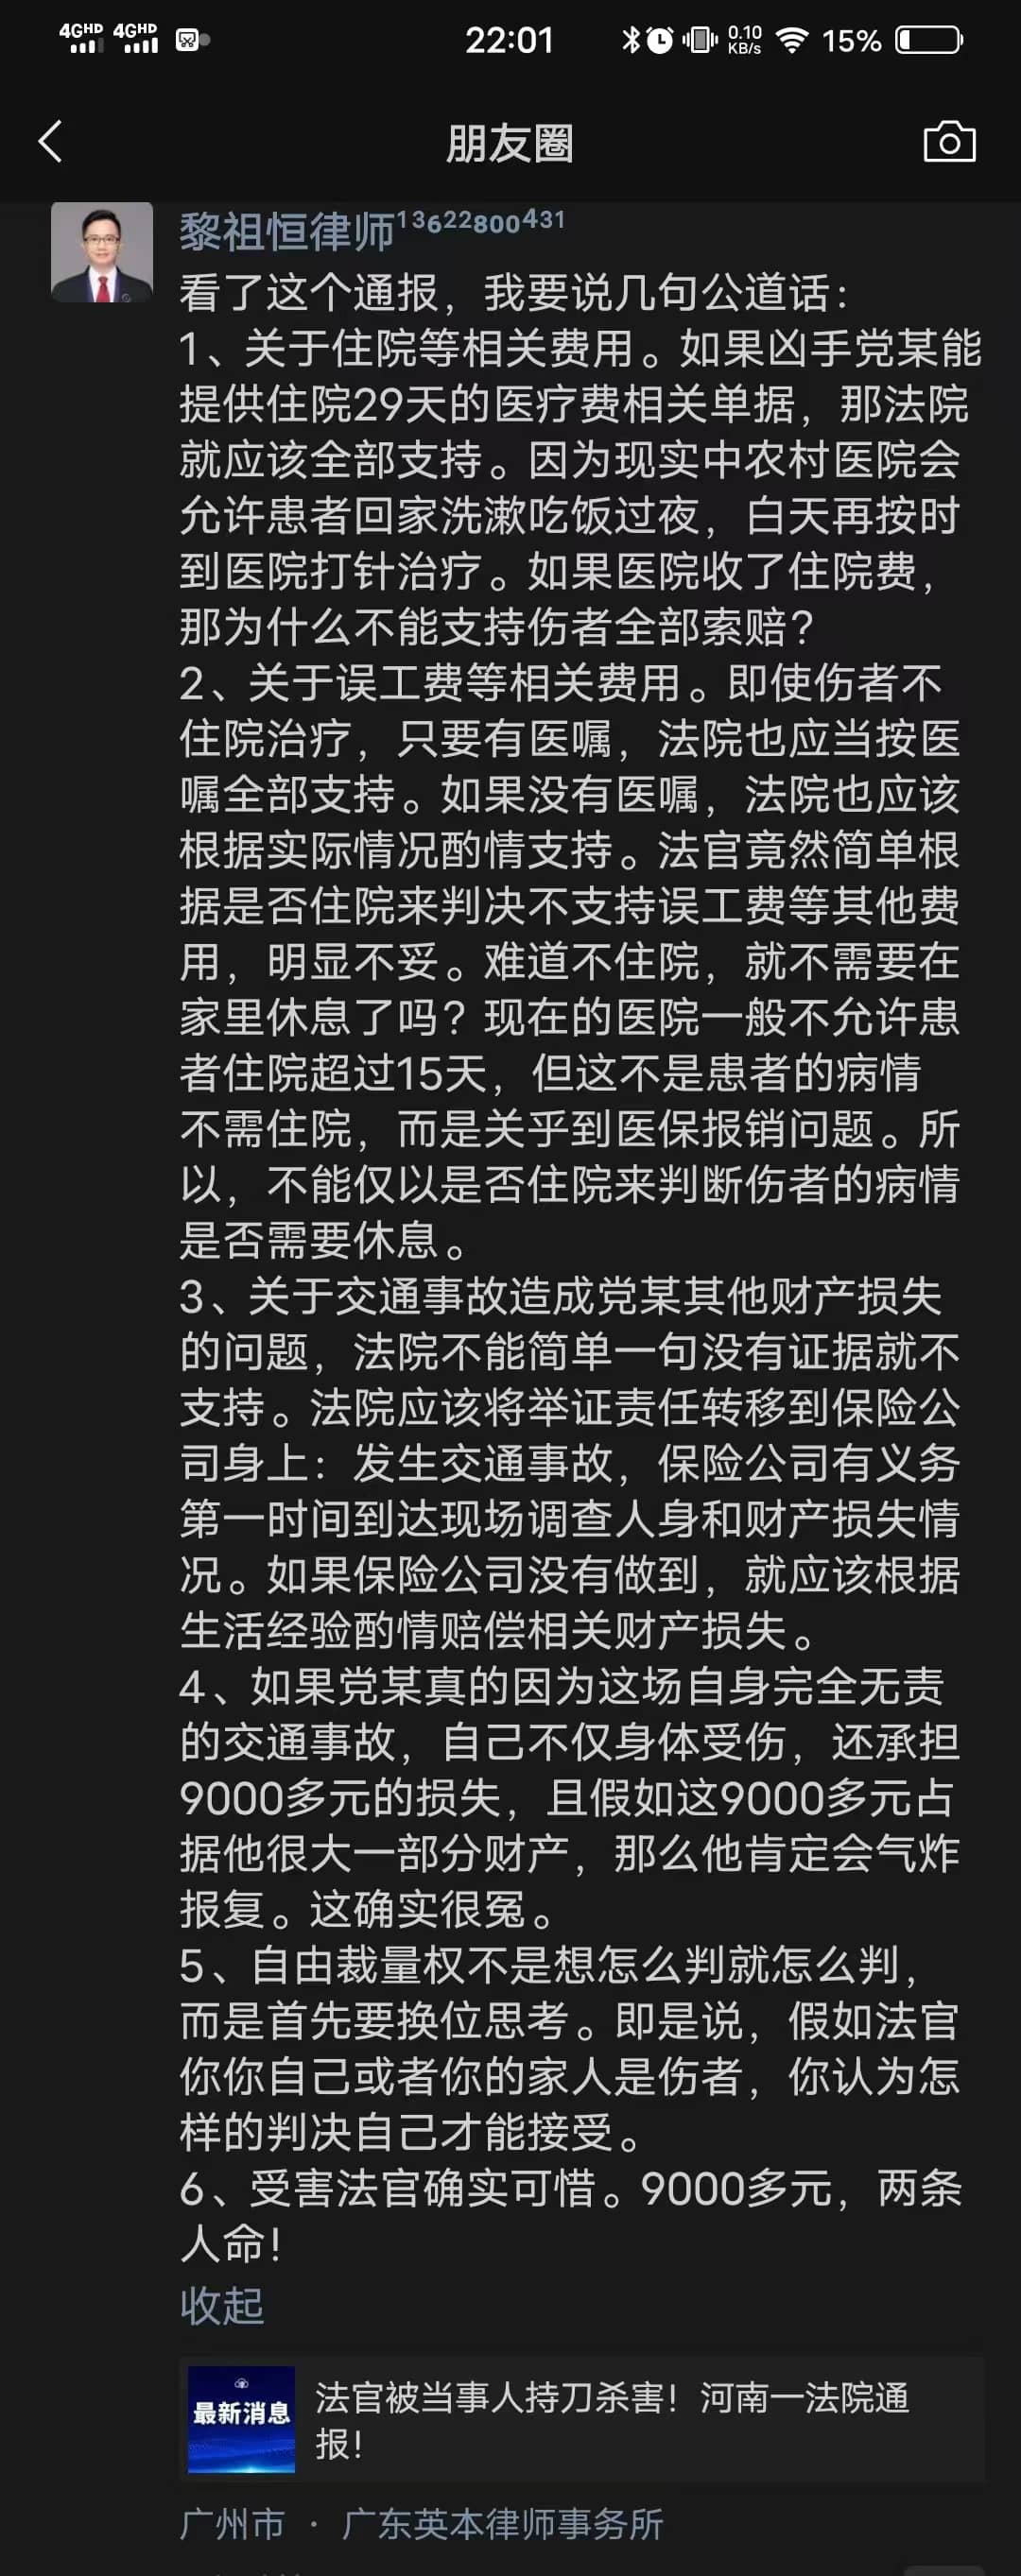 4GHD 4GHD 22:01 0.10 KB/s 15%
朋友圈
黎祖恒律师¹³⁶²²⁸⁰⁰⁴³¹
看了这个通报，我要说几句公道话：
1、关于住院等相关费用。如果凶手党某能
提供住院29天的医疗费相关单据，那法院
就应该全部支持。因为现实中农村医院会
允许患者回家洗漱吃饭过夜，白天再按时
到医院打针治疗。如果医院收了住院费，
那为什么不能支持伤者全部索赔？
2、关于误工费等相关费用。即使伤者不
住院治疗，只要有医嘱，法院也应当按医
嘱全部支持。如果没有医嘱，法院也应该
根据实际情况酌情支持。法官竟然简单根
据是否住院来判决不支持误工费等其他费
用，明显不妥。难道不住院，就不需要在
家里休息了吗？现在的医院一般不允许患
者住院超过15天，但这不是患者的病情
不需住院，而是关乎到医保报销问题。所
以，不能仅以是否住院来判断伤者的病情
是否需要休息。
3、关于交通事故造成党某其他财产损失
的问题，法院不能简单一句没有证据就不
支持。法院应该将举证责任转移到保险公
司身上：发生交通事故，保险公司有义务
第一时间到达现场调查人身和财产损失情
况。如果保险公司没有做到，就应该根据
生活经验酌情赔偿相关财产损失。
4、如果党某真的因为这场自身完全无责
的交通事故，自己不仅身体受伤，还承担
9000多元的损失，且假如这9000多元占
据他很大一部分财产，那么他肯定会气炸
报复。这确实很冤。
5、自由裁量权不是想怎么判就怎么判，
而是首先要换位思考。即是说，假如法官
你你自己或者你的家人是伤者，你认为怎
样的判决自己才能接受。
6、受害法官确实可惜。9000多元，两条
人命！
收起
最新消息
法官被当事人持刀杀害！河南一法院通
报！
广州市 · 广东英本律师事务所